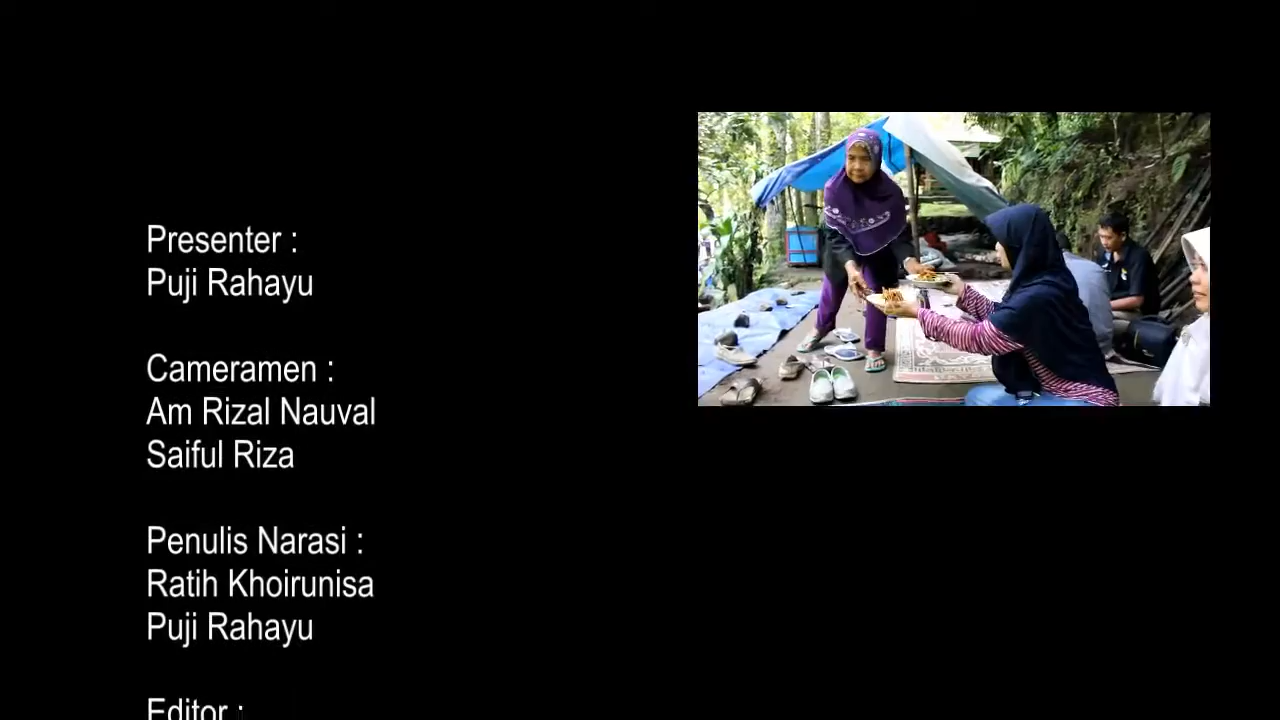 Presenter :
Puji Rahayu
Cameramen :
Am Rizal Nauval
Saiful Riza
Penulis Narasi :
Ratih Khoirunisa
Puji Rahayu
Editor :